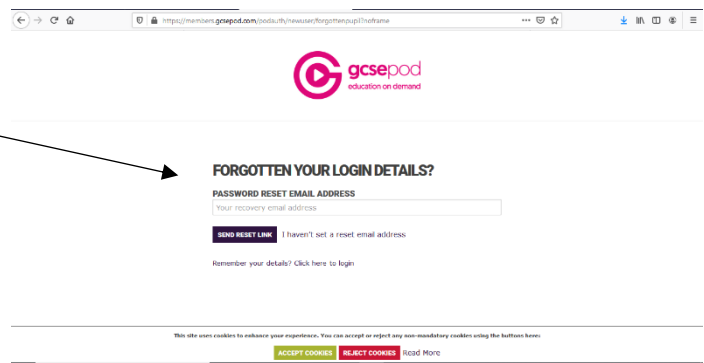 https://members.gcsepod.com/podauth/newuser/forgottenpupil?noframe
gcsepod
education on demand
FORGOTTEN YOUR LOGIN DETAILS?
PASSWORD RESET EMAIL ADDRESS
Your recovery email address
SEND RESET LINK I haven't set a reset email address
Remember your details? Click here to login
This site uses cookies to enhance your experience. You can accept or reject any non-mandatory cookies using the buttons here:
ACCEPT COOKIES REJECT COOKIES Read More